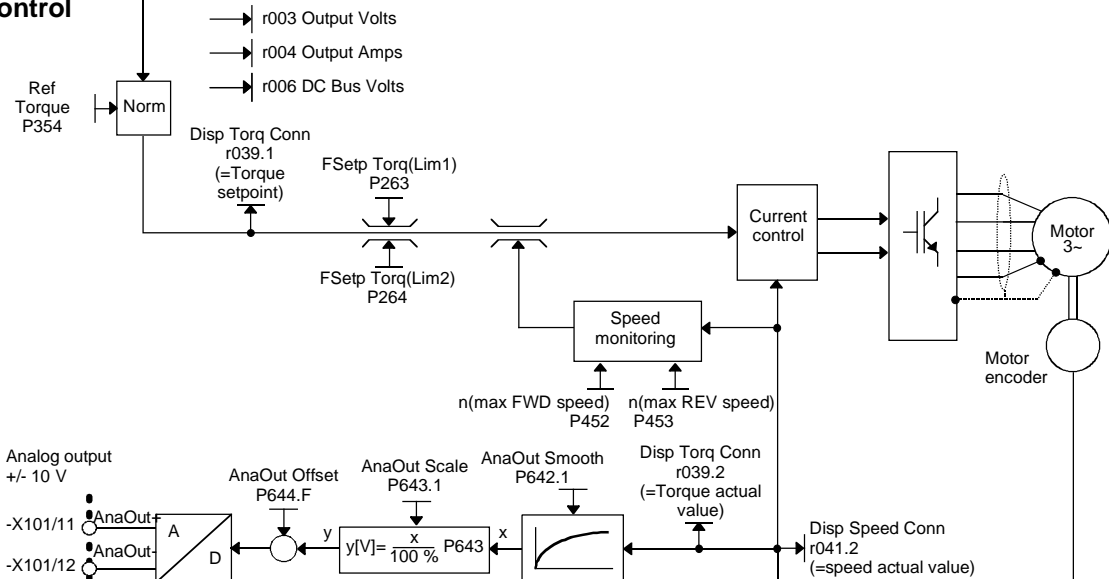 ontrol
r003 Output Volts
r004 Output Amps
r006 DC Bus Volts
Ref
Torque
P354
Norm
Disp Torq Conn
r039.1
(=Torque
setpoint)
FSetp Torq(Lim1)
P263
FSetp Torq(Lim2)
P264
Current
control
Motor
3~
Speed
monitoring
Motor
encoder
n(max FWD speed)
P452
n(max REV speed)
P453
Analog output
+/- 10 V
AnaOut Offset
P644.F
AnaOut Scale
P643.1
AnaOut Smooth
P642.1
Disp Torq Conn
r039.2
(=Torque actual
value)
-X101/11
AnaOut+
A
D
-X101/12
AnaOut-
y
y[V]= x
100 % P643
x
Disp Speed Conn
r041.2
(=speed actual value)